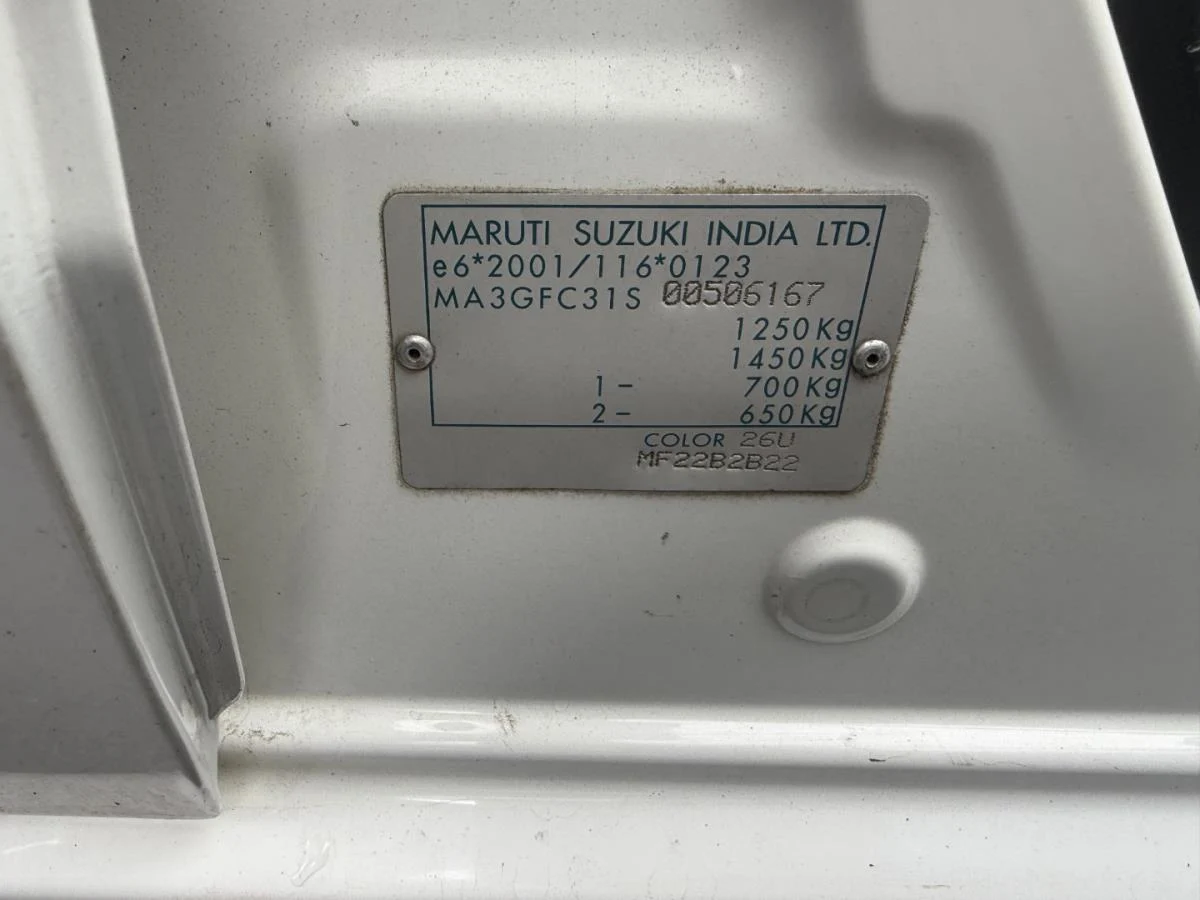 MARUTI SUZUKI INDIA LTD.
e6*2001/116*0123
MA3GFC31S 00506167
1250Kg
1450Kg
1- 700Kg
2- 650Kg
COLOR 26U
MF22B2B22